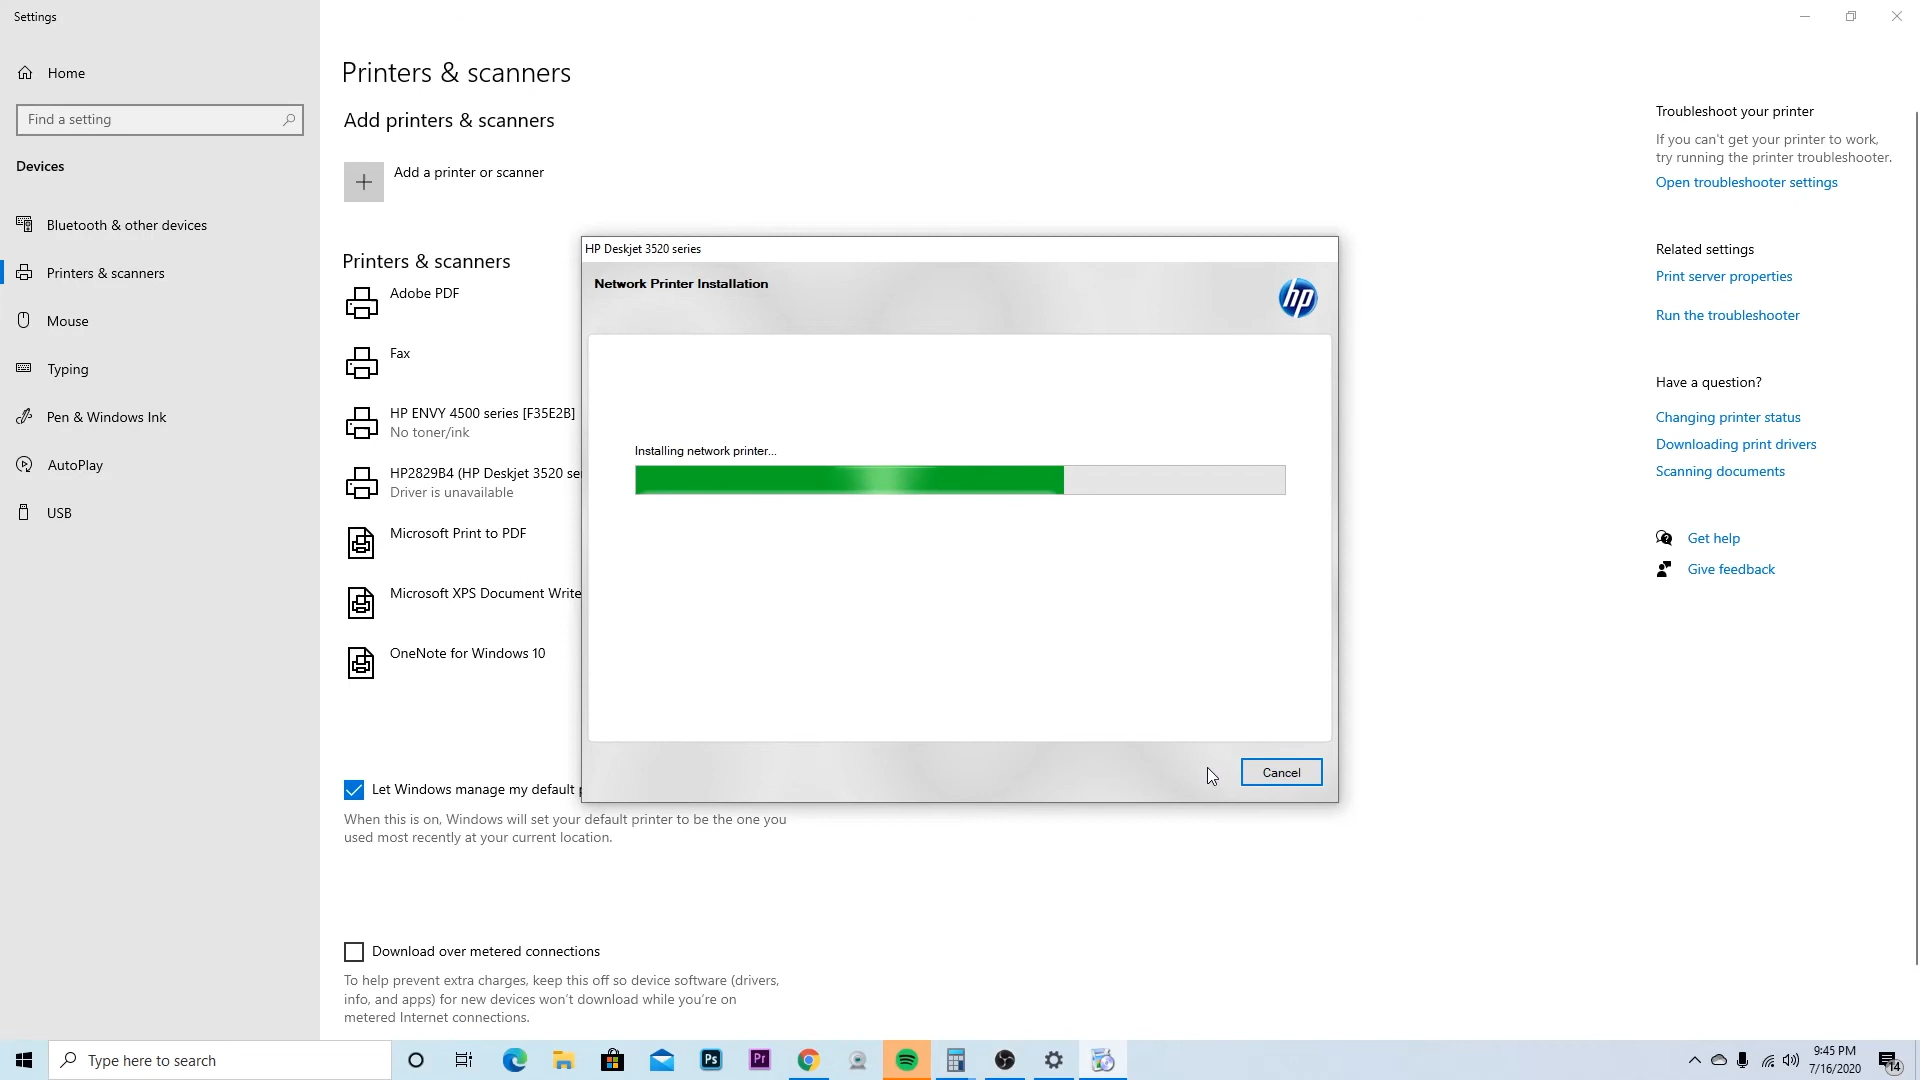 Settings
Home
Find a setting
Devices
Bluetooth & other devices
Printers & scanners
Mouse
Typing
Pen & Windows Ink
AutoPlay
USB
Printers & scanners
Add printers & scanners
Add a printer or scanner
Printers & scanners
Adobe PDF
Fax
HP ENVY 4500 series [F35E2B]
No toner/ink
HP2829B4 (HP Deskjet 3520 se
Driver is unavailable
Microsoft Print to PDF
Microsoft XPS Document Write
OneNote for Windows 10
Let Windows manage my default
When this is on, Windows will set your default printer to be the one you
used most recently at your current location.
Download over metered connections
To help prevent extra charges, keep this off so device software (drivers,
info, and apps) for new devices won't download while you're on
metered Internet connections.
HP Deskjet 3520 series
Network Printer Installation
hp
Installing network printer...
Cancel
Troubleshoot your printer
If you can't get your printer to work,
try running the printer troubleshooter.
Open troubleshooter settings
Related settings
Print server properties
Run the troubleshooter
Have a question?
Changing printer status
Downloading print drivers
Scanning documents
Get help
Give feedback
Type here to search
Ps
Pr
9:45 PM
7/16/2020
14